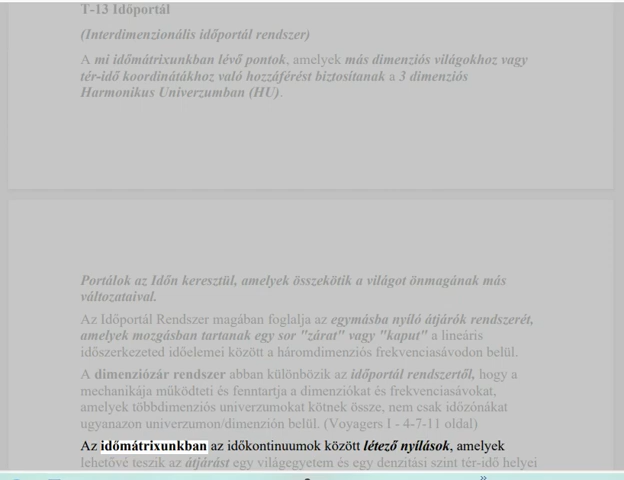 T-13 Időportál
(Interdimenzionális időportál rendszer)
A mi időmátrixunkban lévő pontok, amelyek más dimenziós világokhoz vagy
tér-idő koordinátákhoz való hozzáférést biztosítanak a 3 dimenziós
Harmonikus Univerzumban (HU).
Portálok az Időn keresztül, amelyek összekötik a világot önmagának más
változataival.
Az Időportál Rendszer magában foglalja az egymásba nyíló átjárók rendszerét,
amelyek mozgásban tartanak egy sor "zárat" vagy "kaput" a lineáris
időszerkezeted időelemei között a háromdimenziós frekvenciasávodon belül.
A dimenziózár rendszer abban különbözik az időportál rendszertől, hogy a
mechanikája működteti és fenntartja a dimenziókat és frekvenciasávokat,
amelyek többdimenziós univerzumokat kötnek össze, nem csak időzónákat
ugyanazon univerzumon/dimenzión belül. (Voyagers I - 4-7-11 oldal)
Az időmátrixunkban az időkontinuumok között létező nyílások, amelyek
lehetővé teszik az átjárást egy világegyetem és egy denzitási szint tér-idő helyei